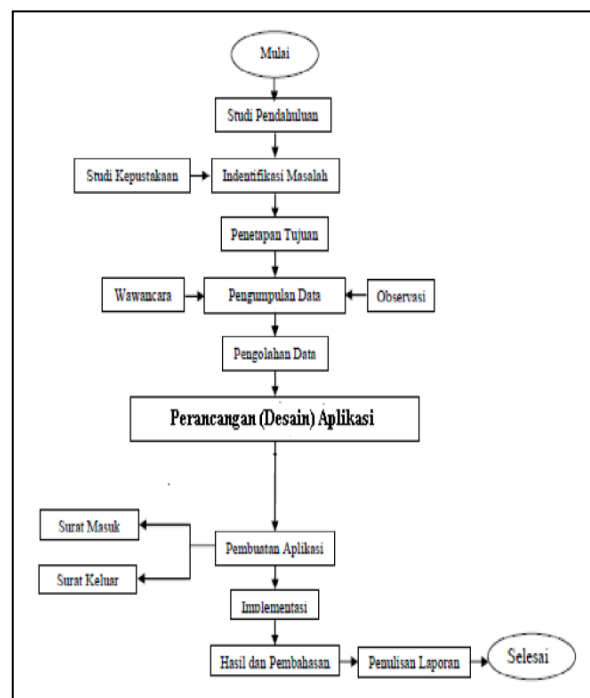 Mulai
Studi Pendahuluan
Studi Kepustakaan
Indentifikasi Masalah
Penetapan Tujuan
Wawancara
Pengumpulan Data
Observasi
Pengolahan Data
Perancangan (Desain) Aplikasi
Surat Masuk
Pembuatan Aplikasi
Surat Keluar
Implementasi
Hasil dan Pembahasan
Penulisan Laporan
Selesai